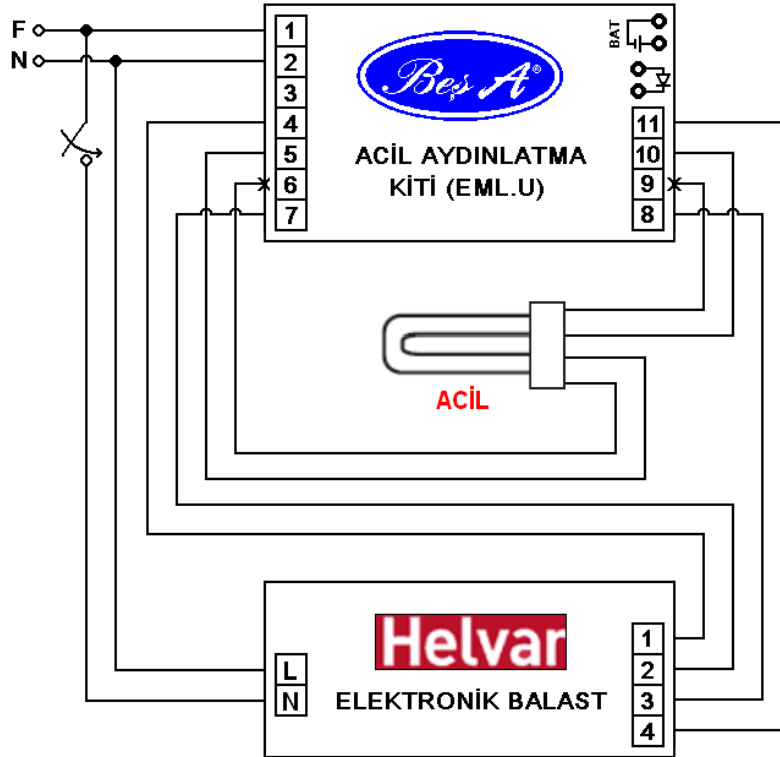 F
N
1
2
3
4
5
6
7
Beş A®
BAT
11
10
9
8
ACİL AYDINLATMA
KİTİ (EML.U)
ACİL
Helvar
L
N
ELEKTRONİK BALAST
1
2
3
4